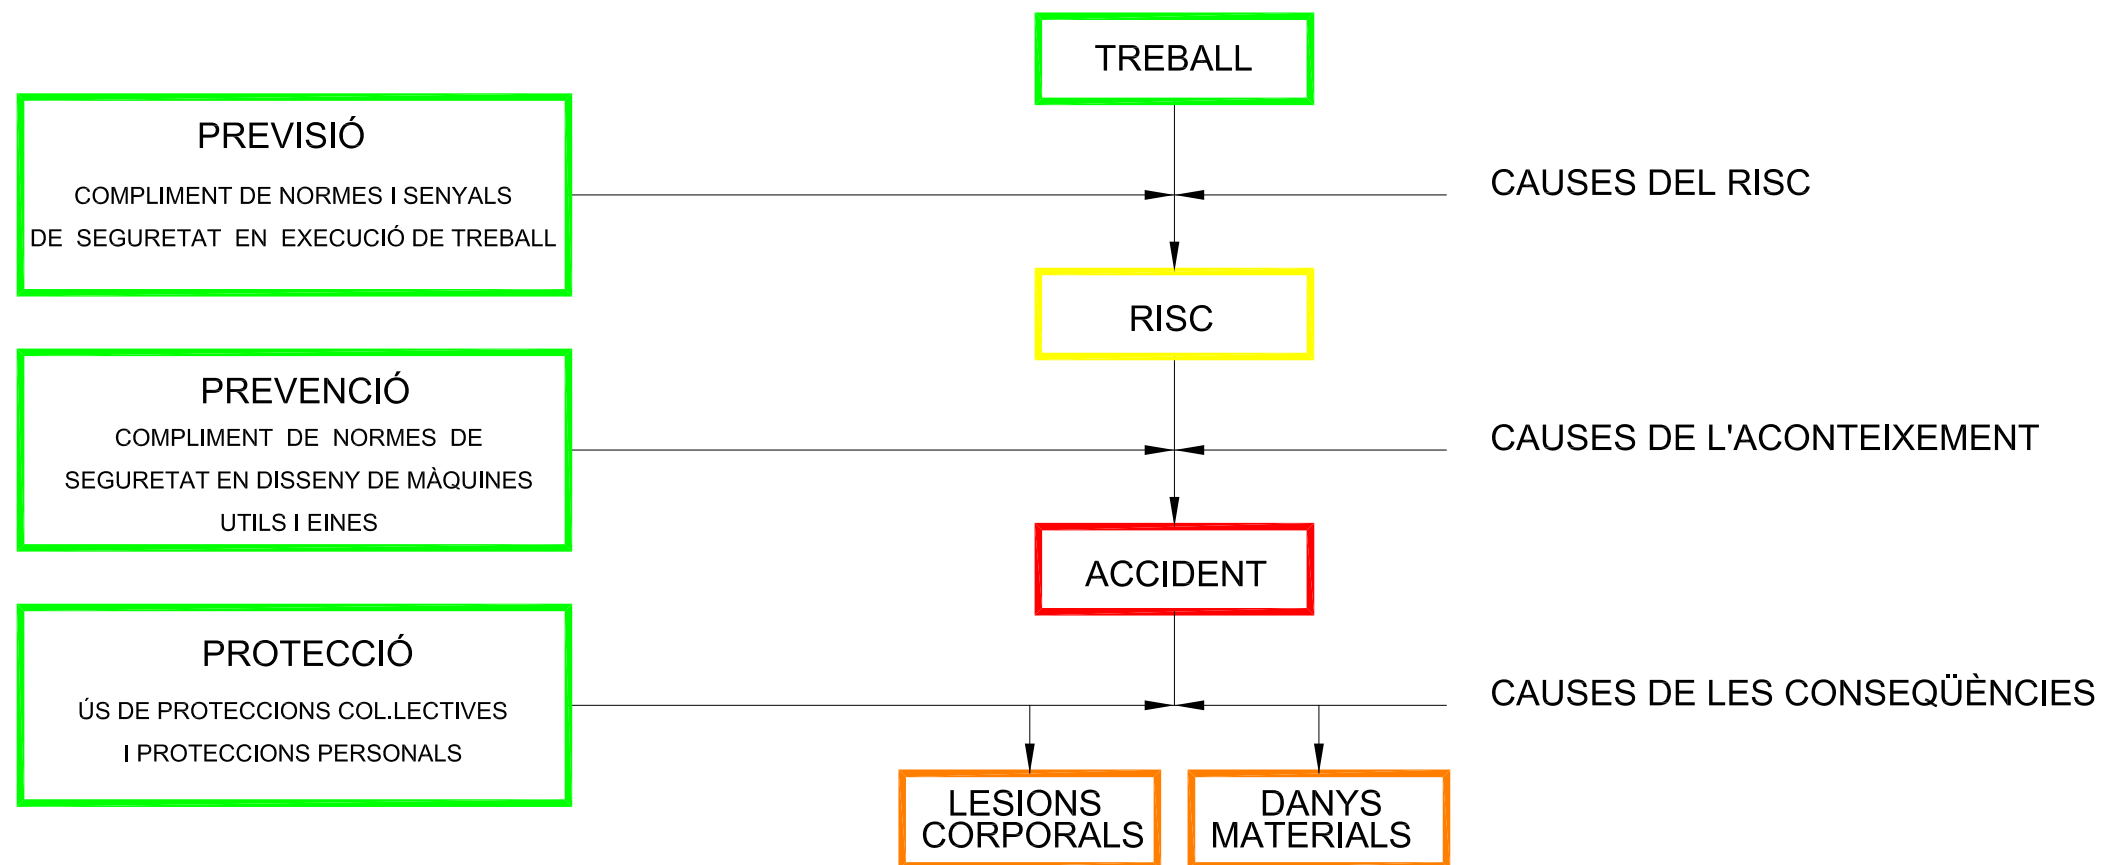 TREBALL
PREVISIÓ
COMPLIMENT DE NORMES I SENYALS
DE SEGURETAT EN EXECUCIÓ DE TREBALL
CAUSES DEL RISC
RISC
PREVENCIÓ
COMPLIMENT DE NORMES DE
SEGURETAT EN DISSENY DE MÀQUINES
UTILS I EINES
CAUSES DE L'ACONTEIXEMENT
ACCIDENT
PROTECCIÓ
ÚS DE PROTECCIONS COL.LECTIVES
I PROTECCIONS PERSONALS
CAUSES DE LES CONSEQÜÈNCIES
LESIONS
CORPORALS
DANYS
MATERIALS